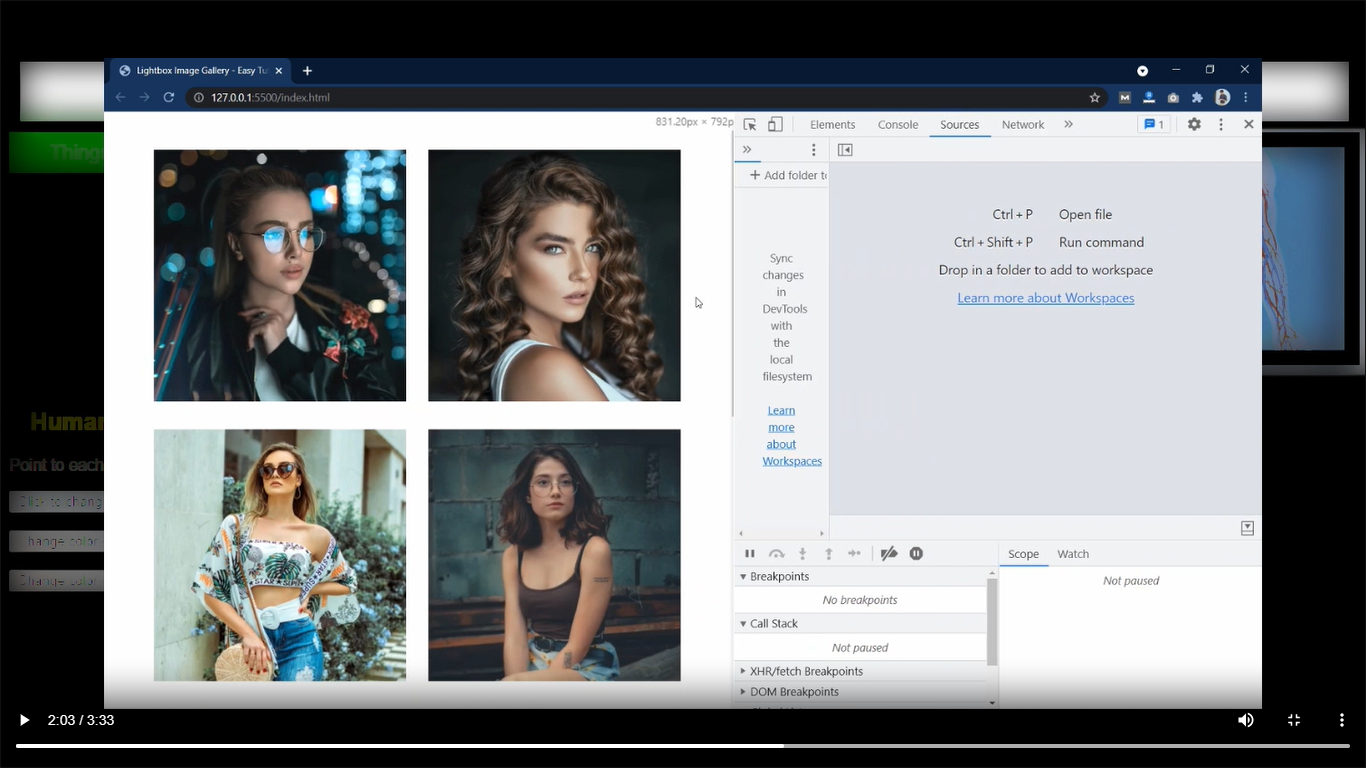 Lightbox Image Gallery - Easy Tu
127.0.0.1:5500/index.html
831.20px × 792p
Elements Console Sources Network 1
Add folder t
Ctrl + P Open file
Ctrl + Shift + P Run command
Drop in a folder to add to workspace
Learn more about Workspaces
Sync
changes
in
DevTools
with
the
local
filesystem
Learn
more
about
Workspaces
Things
Human
Point to each
Click to chang
hange color
Change color
STAR SUPER
Scope Watch
Not paused
Breakpoints
No breakpoints
Call Stack
Not paused
XHR/fetch Breakpoints
DOM Breakpoints
2:03 / 3:33